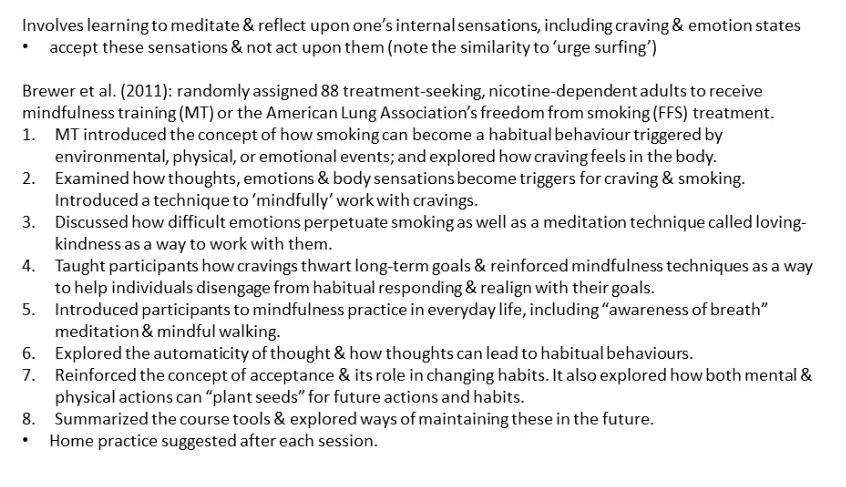 Involves learning to meditate & reflect upon one's internal sensations, including craving & emotion states
• accept these sensations & not act upon them (note the similarity to 'urge surfing')
Brewer et al. (2011): randomly assigned 88 treatment-seeking, nicotine-dependent adults to receive
mindfulness training (MT) or the American Lung Association's freedom from smoking (FFS) treatment.
1. MT introduced the concept of how smoking can become a habitual behaviour triggered by
environmental, physical, or emotional events; and explored how craving feels in the body.
2. Examined how thoughts, emotions & body sensations become triggers for craving & smoking.
Introduced a technique to 'mindfully' work with cravings.
3. Discussed how difficult emotions perpetuate smoking as well as a meditation technique called loving-
kindness as a way to work with them.
4. Taught participants how cravings thwart long-term goals & reinforced mindfulness techniques as a way
to help individuals disengage from habitual responding & realign with their goals.
5. Introduced participants to mindfulness practice in everyday life, including "awareness of breath"
meditation & mindful walking.
6. Explored the automaticity of thought & how thoughts can lead to habitual behaviours.
7. Reinforced the concept of acceptance & its role in changing habits. It also explored how both mental &
physical actions can "plant seeds" for future actions and habits.
8. Summarized the course tools & explored ways of maintaining these in the future.
• Home practice suggested after each session.